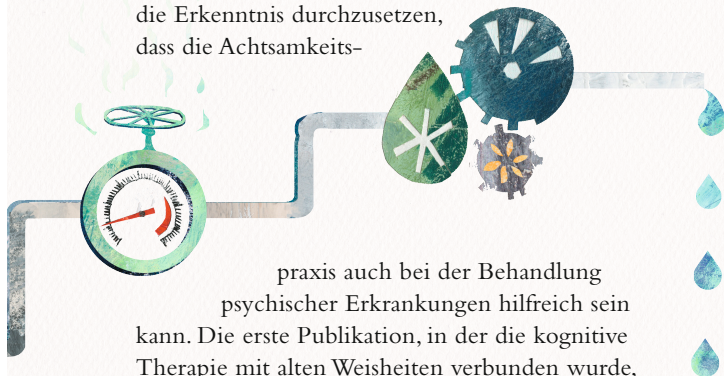 die Erkenntnis durchzusetzen,
dass die Achtsamkeits-
praxis auch bei der Behandlung
psychischer Erkrankungen hilfreich sein
kann. Die erste Publikation, in der die kognitive
Therapie mit alten Weisheiten verbunden wurde,